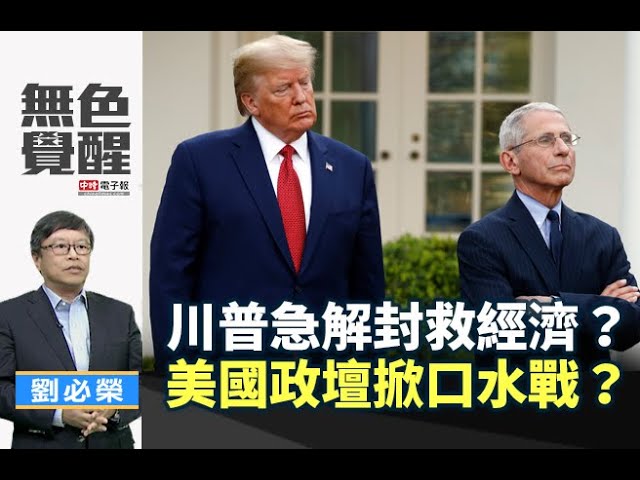 無色
覺醒
中時 電子報
劉必榮
川普急解封救經濟？
美國政壇掀口水戰？